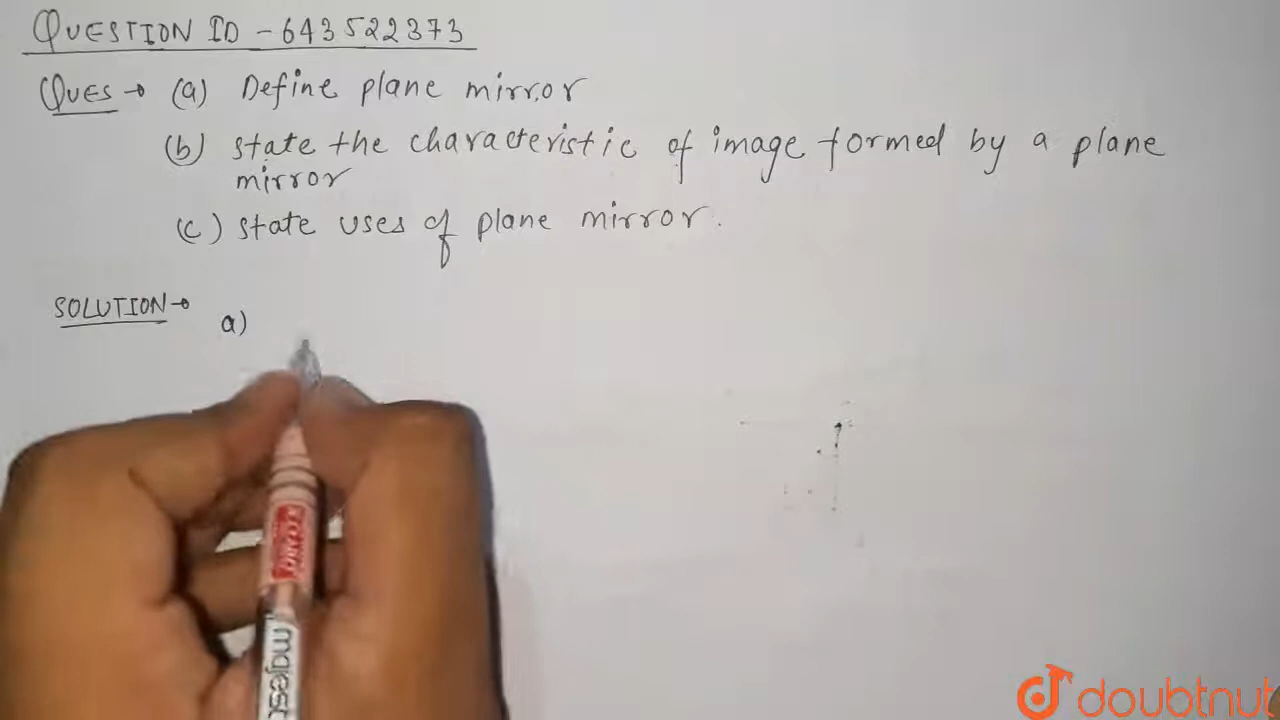 QUESTION ID - 643522373
QUES → (a) Define plane mirror
(b) state the characteristic of image formed by a plane
mirror
(c) state uses of plane mirror.
SOLUTION →
a)
majest
doubtnut